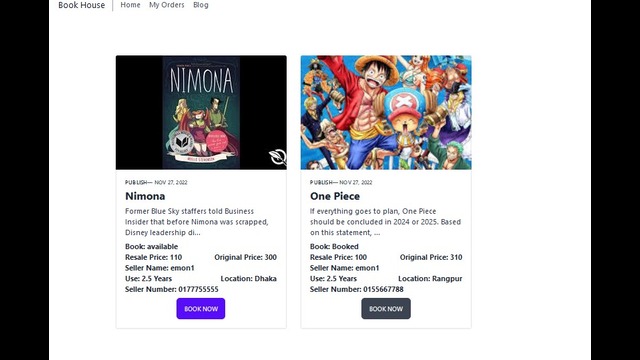 Book House Home My Orders Blog
NIMONA
PUBLISH— NOV 27, 2022
Nimona
Former Blue Sky staffers told Business
Insider that before Nimona was scrapped,
Disney leadership di...
Book: available
Resale Price: 110 Original Price: 300
Seller Name: emon1
Use: 2.5 Years Location: Dhaka
Seller Number: 0177755555
BOOK NOW
PUBLISH— NOV 27, 2022
One Piece
If everything goes to plan, One Piece
should be concluded in 2024 or 2025. Based
on this statement, ...
Book: Booked
Resale Price: 100 Original Price: 310
Seller Name: emon1
Use: 2.5 Years Location: Rangpur
Seller Number: 0155667788
BOOK NOW